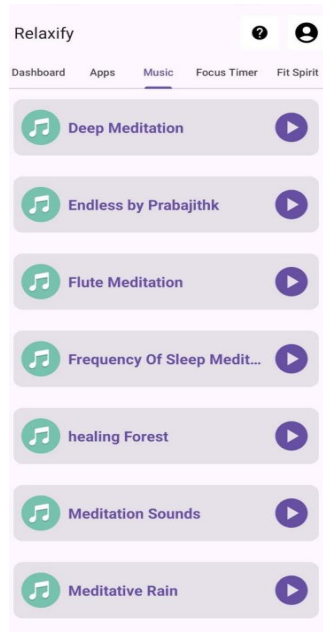 Relaxify
Dashboard Apps Music Focus Timer Fit Spirit
Deep Meditation
Endless by Prabajithk
Flute Meditation
Frequency Of Sleep Medit...
healing Forest
Meditation Sounds
Meditative Rain